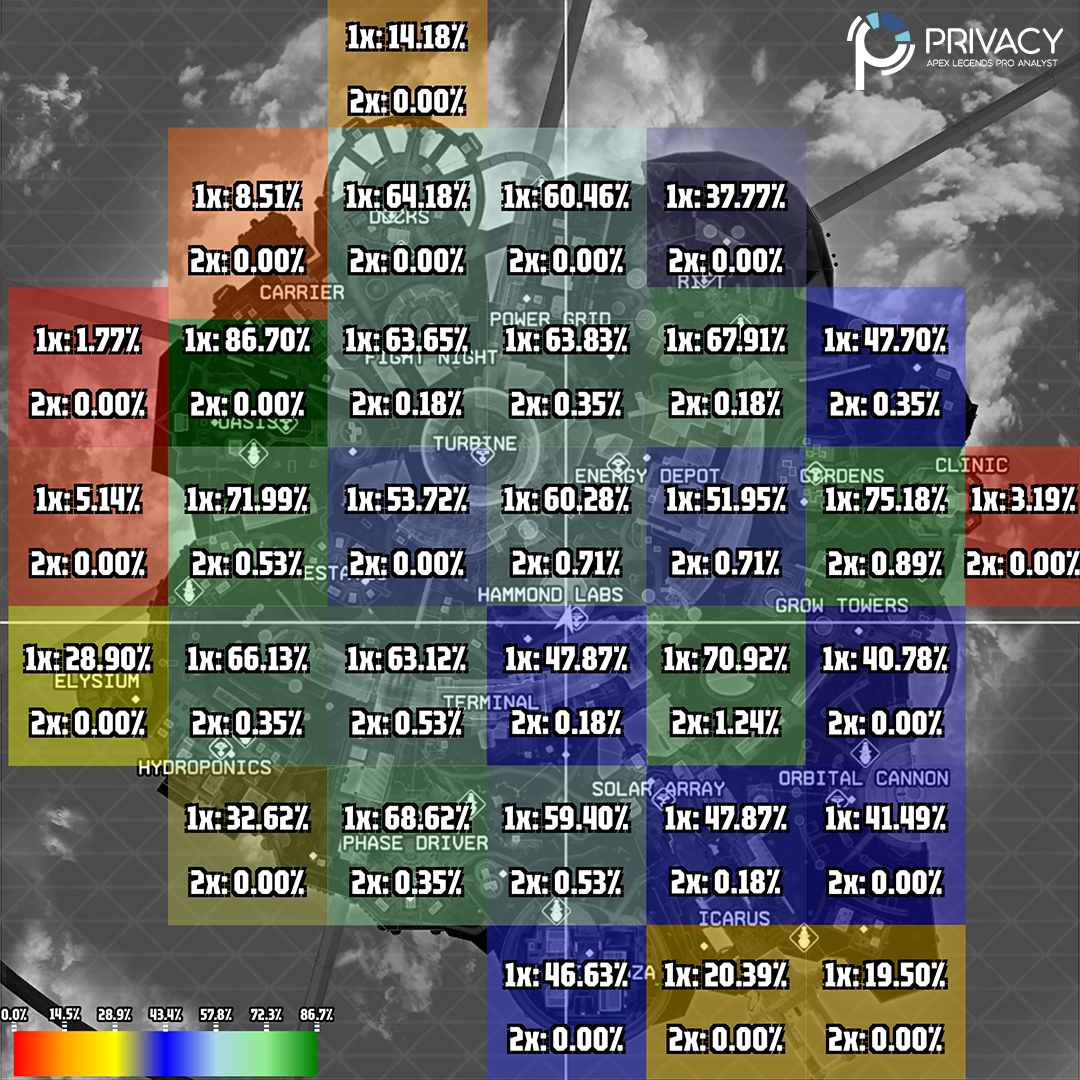 1x: 14.18%
PRIVACY
APEX LEGENDS PRO ANALYST
2x: 0.00%
1x: 8.51% 1x: 64.18% 1x: 60.46% 1x: 37.77%
DOCKS
2x: 0.00% 2x: 0.00% 2x: 0.00% 2x: 0.00%
RIFT
CARRIER
POWER GRID
1x: 1.77% 1x: 86.70% 1x: 63.65% 1x: 63.83% 1x: 67.91% 1x: 47.70%
FIGHT NIGHT
2x: 0.00% 2x: 0.00% 2x: 0.18% 2x: 0.35% 2x: 0.18% 2x: 0.35%
OASIS
TURBINE
CLINIC
ENERGY DEPOT GARDENS
1x: 5.14% 1x: 71.99% 1x: 53.72% 1x: 60.28% 1x: 51.95% 1x: 75.18% 1x: 3.19%
2x: 0.00% 2x: 0.53% 2x: 0.00% 2x: 0.71% 2x: 0.71% 2x: 0.89% 2x: 0.00%
HAMMOND LABS
GROW TOWERS
1x: 28.90% 1x: 66.13% 1x: 63.12% 1x: 47.87% 1x: 70.92% 1x: 40.78%
ELYSIUM
TERMINAL
2x: 0.00% 2x: 0.35% 2x: 0.53% 2x: 0.18% 2x: 1.24% 2x: 0.00%
HYDROPONICS
ORBITAL CANNON
SOLAR ARRAY
1x: 32.62% 1x: 68.62% 1x: 59.40% 1x: 47.87% 1x: 41.49%
PHASE DRIVER
2x: 0.00% 2x: 0.35% 2x: 0.53% 2x: 0.18% 2x: 0.00%
ICARUS
1x: 46.63% 1x: 20.39% 1x: 19.50%
0.0% 14.5% 28.9% 43.4% 57.8% 72.3% 86.7%
2x: 0.00% 2x: 0.00% 2x: 0.00%